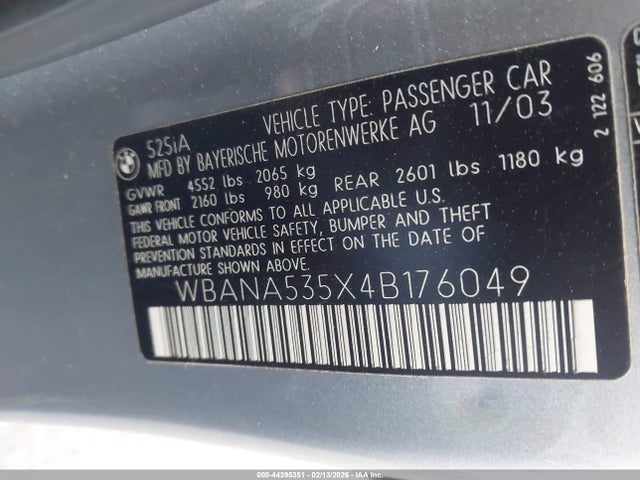 BMW
525iA
VEHICLE TYPE: PASSENGER CAR
MFD BY BAYERISCHE MOTORENWERKE AG 11/03
GVWR 4552 lbs 2065 kg
GAWR FRONT 2160 lbs 980 kg REAR 2601 lbs 1180 kg
THIS VEHICLE CONFORMS TO ALL APPLICABLE U.S.
FEDERAL MOTOR VEHICLE SAFETY, BUMPER AND THEFT
PREVENTION STANDARDS IN EFFECT ON THE DATE OF
MANUFACTURE SHOWN ABOVE.
WBANA535X4B176049
2 122 606
000-44395351 - 02/13/2026 - IAAI.COM